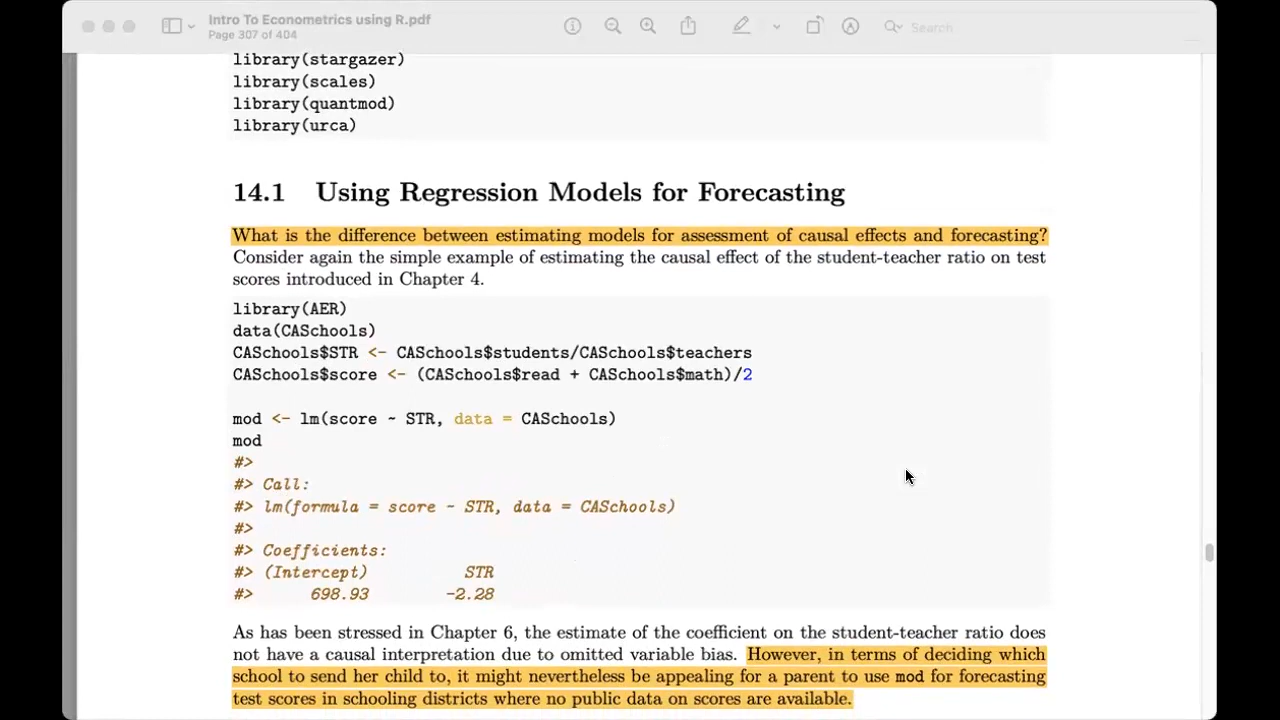 Intro To Econometrics using R.pdf
Page 307 of 404
Search
library(stargazer)
library(scales)
library(quantmod)
library(urca)
14.1 Using Regression Models for Forecasting
What is the difference between estimating models for assessment of causal effects and forecasting?
Consider again the simple example of estimating the causal effect of the student-teacher ratio on test
scores introduced in Chapter 4.
library(AER)
data(CASchools)
CASchools$STR <- CASchools$students/CASchools$teachers
CASchools$score <- (CASchools$read + CASchools$math)/2
mod <- lm(score ~ STR, data = CASchools)
mod
#>
#> Call:
#> lm(formula = score ~ STR, data = CASchools)
#>
#> Coefficients:
#> (Intercept) STR
#> 698.93 -2.28
As has been stressed in Chapter 6, the estimate of the coefficient on the student-teacher ratio does
not have a causal interpretation due to omitted variable bias. However, in terms of deciding which
school to send her child to, it might nevertheless be appealing for a parent to use mod for forecasting
test scores in schooling districts where no public data on scores are available.